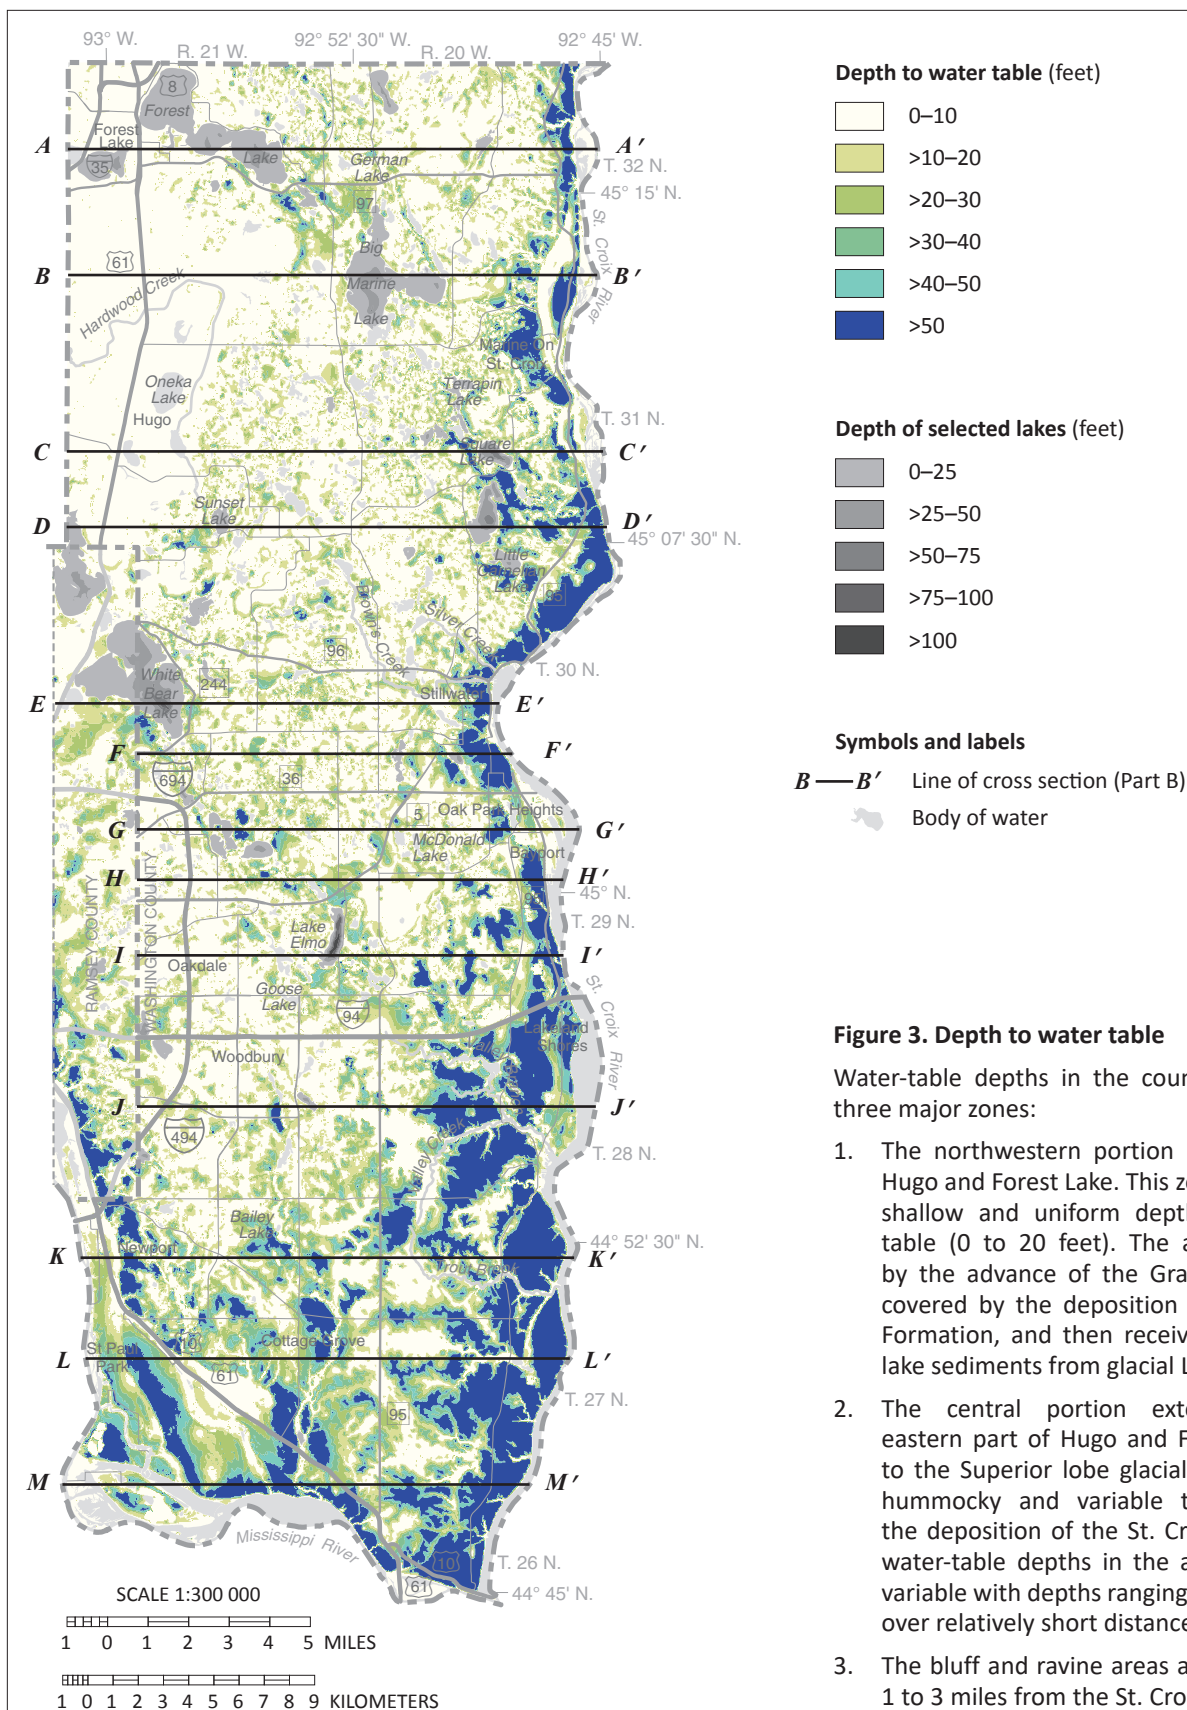 93° W.
92° 52' 30" W.
92° 45' W.
R. 21 W.
R. 20 W.
8
Forest
Forest
Lake
Lake
German
Lake
A
A′
35
T. 32 N.
45° 15' N.
97
St. Croix
River
Big
Marine
Lake
61
B
B′
Hardwood Creek
Marine On
St. Croix
Oneka
Lake
Terrapin
Lake
Hugo
T. 31 N.
C
C′
Square
Lake
Sunset
Lake
D
D′
45° 07' 30" N.
Little
Carnelian
Lake
95
Brown's Creek
Silver Creek
96
T. 30 N.
White
Bear
Lake
244
Stillwater
E
E′
F
F′
694
36
5
Oak Park Heights
G
G′
McDonald
Lake
Bayport
H
H′
45° N.
95
T. 29 N.
Lake
Elmo
RAMSEY COUNTY
WASHINGTON COUNTY
I
I′
Oakdale
Goose
Lake
94
St. Croix
River
Lakeland
Shores
Valley
Woodbury
J
J′
494
Valley Creek
T. 28 N.
Bailey
Lake
44° 52' 30" N.
Newport
K
K′
Trout Brook
10
Cottage Grove
St Paul
Park
L
L′
61
T. 27 N.
95
M
M′
Mississippi River
10
T. 26 N.
61
44° 45' N.
SCALE 1:300 000
1 0 1 2 3 4 5 MILES
1 0 1 2 3 4 5 6 7 8 9 KILOMETERS
Depth to water table (feet)
0–10
>10–20
>20–30
>30–40
>40–50
>50
Depth of selected lakes (feet)
0–25
>25–50
>50–75
>75–100
>100
Symbols and labels
B B′ Line of cross section (Part B)
Body of water
Figure 3. Depth to water table
Water-table depths in the coun
three major zones:
1. The northwestern portion
Hugo and Forest Lake. This z
shallow and uniform depth
table (0 to 20 feet). The a
by the advance of the Gra
covered by the deposition
Formation, and then receiv
lake sediments from glacial L
2. The central portion exte
eastern part of Hugo and F
to the Superior lobe glacial
hummocky and variable t
the deposition of the St. Cr
water-table depths in the a
variable with depths ranging
over relatively short distance
3. The bluff and ravine areas a
1 to 3 miles from the St. Cro